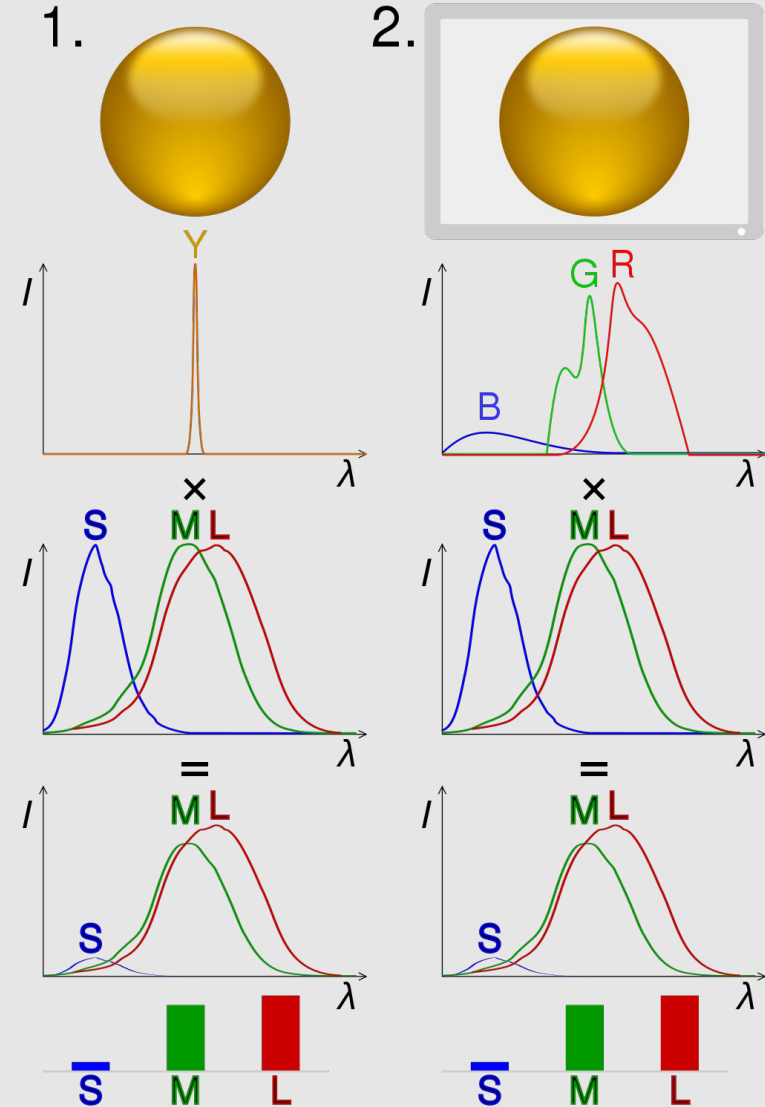 1. 2.
Y
I λ
B G R
I λ
×
×
S M L
I λ
S M L
I λ
=
=
S M L
I λ
S M L
I λ
S M L
S M L